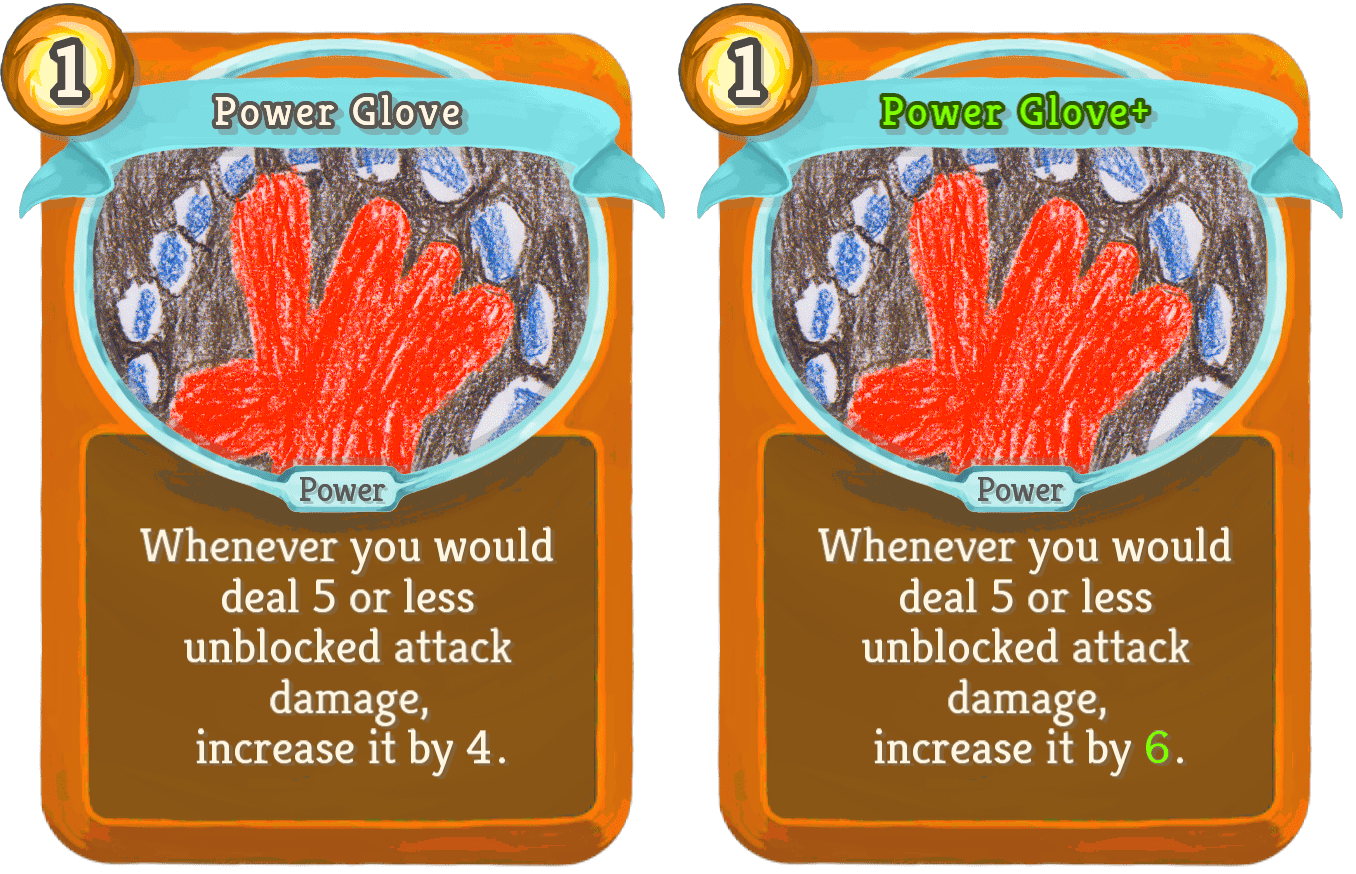 1
Power Glove
Power
Whenever you would
deal 5 or less
unblocked attack
damage,
increase it by 4.
1
Power Glove+
Power
Whenever you would
deal 5 or less
unblocked attack
damage,
increase it by 6.